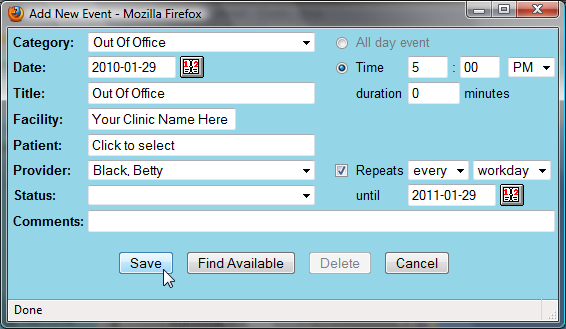 Add New Event - Mozilla Firefox
Category: Out Of Office All day event
Date: 2010-01-29 Time 5 : 00 PM
Title: Out Of Office duration 0 minutes
Facility: Your Clinic Name Here
Patient: Click to select
Provider: Black, Betty Repeats every workday
Status: until 2011-01-29
Comments:
Save Find Available Delete Cancel
Done